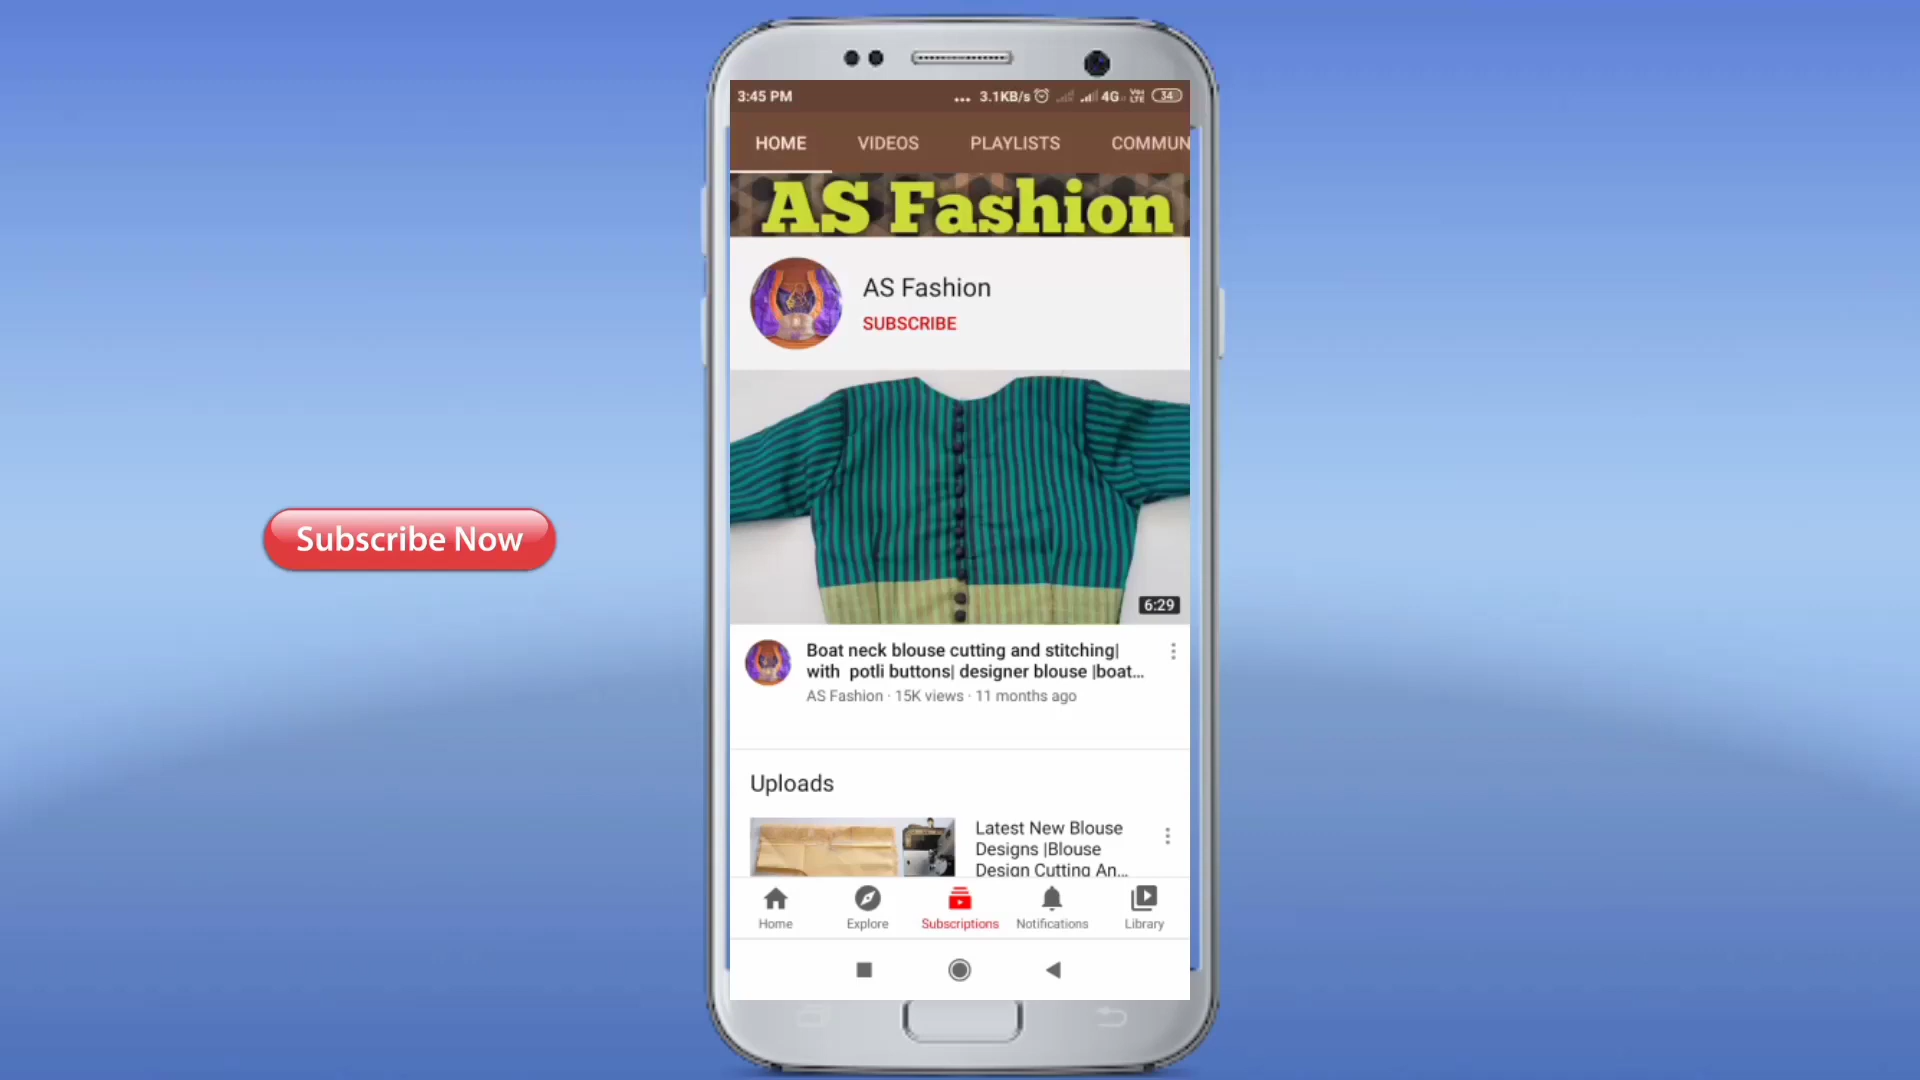 3:45 PM
... 3.1KB/s 4G VoLTE 34
HOME VIDEOS PLAYLISTS COMMUN
AS Fashion
AS Fashion
SUBSCRIBE
Subscribe Now
6:29
Boat neck blouse cutting and stitching|
with potli buttons| designer blouse |boat...
AS Fashion · 15K views · 11 months ago
Uploads
Latest New Blouse
Designs |Blouse
Design Cutting An...
Home Explore Subscriptions Notifications Library